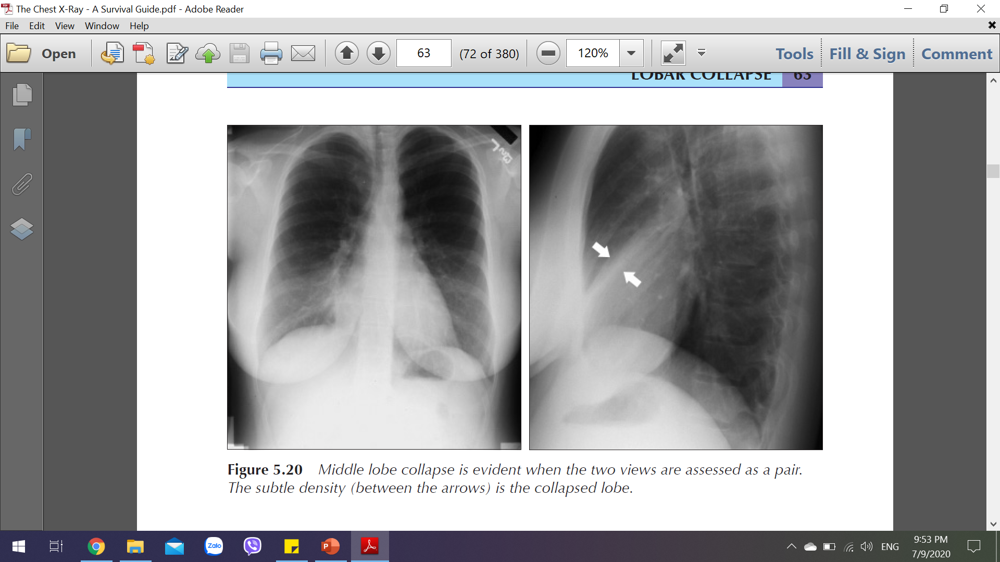 The Chest X-Ray - A Survival Guide.pdf - Adobe Reader
File Edit View Window Help
Open 63 (72 of 380) 120% Tools Fill & Sign Comment
LOBAR COLLAPSE 63
Figure 5.20 Middle lobe collapse is evident when the two views are assessed as a pair.
The subtle density (between the arrows) is the collapsed lobe.
Zalo
P
ENG
9:53 PM
7/9/2020